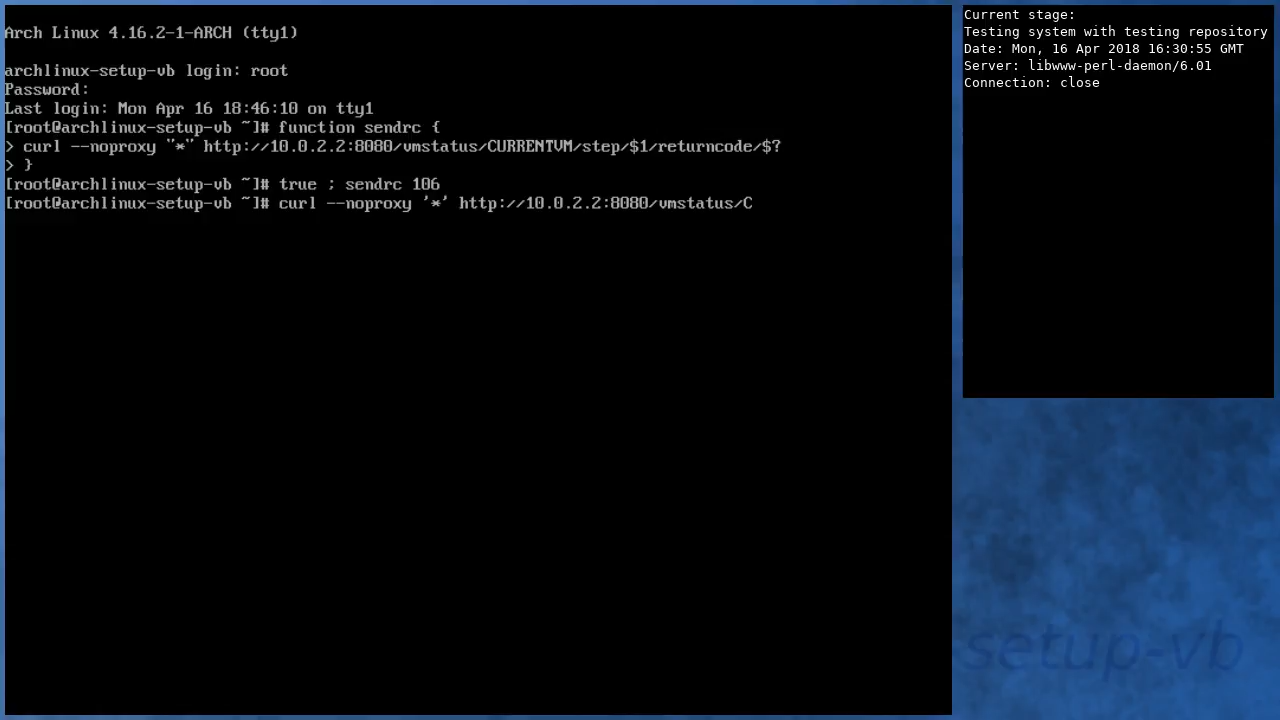 Arch Linux 4.16.2-1-ARCH (tty1)
archlinux-setup-vb login: root
Password:
Last login: Mon Apr 16 18:46:10 on tty1
[root@archlinux-setup-vb ~]# function sendrc {
> curl --noproxy "*" http://10.0.2.2:8080/vmstatus/CURRENTVM/step/$1/returncode/$?
> }
[root@archlinux-setup-vb ~]# true ; sendrc 106
[root@archlinux-setup-vb ~]# curl --noproxy '*' http://10.0.2.2:8080/vmstatus/C
Current stage:
Testing system with testing repository
Date: Mon, 16 Apr 2018 16:30:55 GMT
Server: libwww-perl-daemon/6.01
Connection: close
setup-vb